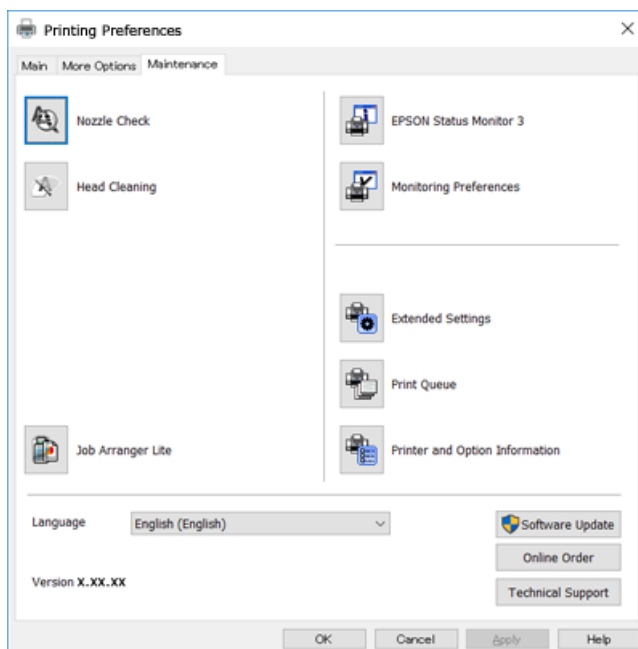 Printing Preferences
Main More Options Maintenance
Nozzle Check
EPSON Status Monitor 3
Head Cleaning
Monitoring Preferences
Extended Settings
Print Queue
Job Arranger Lite
Printer and Option Information
Language English (English)
Software Update
Online Order
Version X.XX.XX
Technical Support
OK Cancel Apply Help